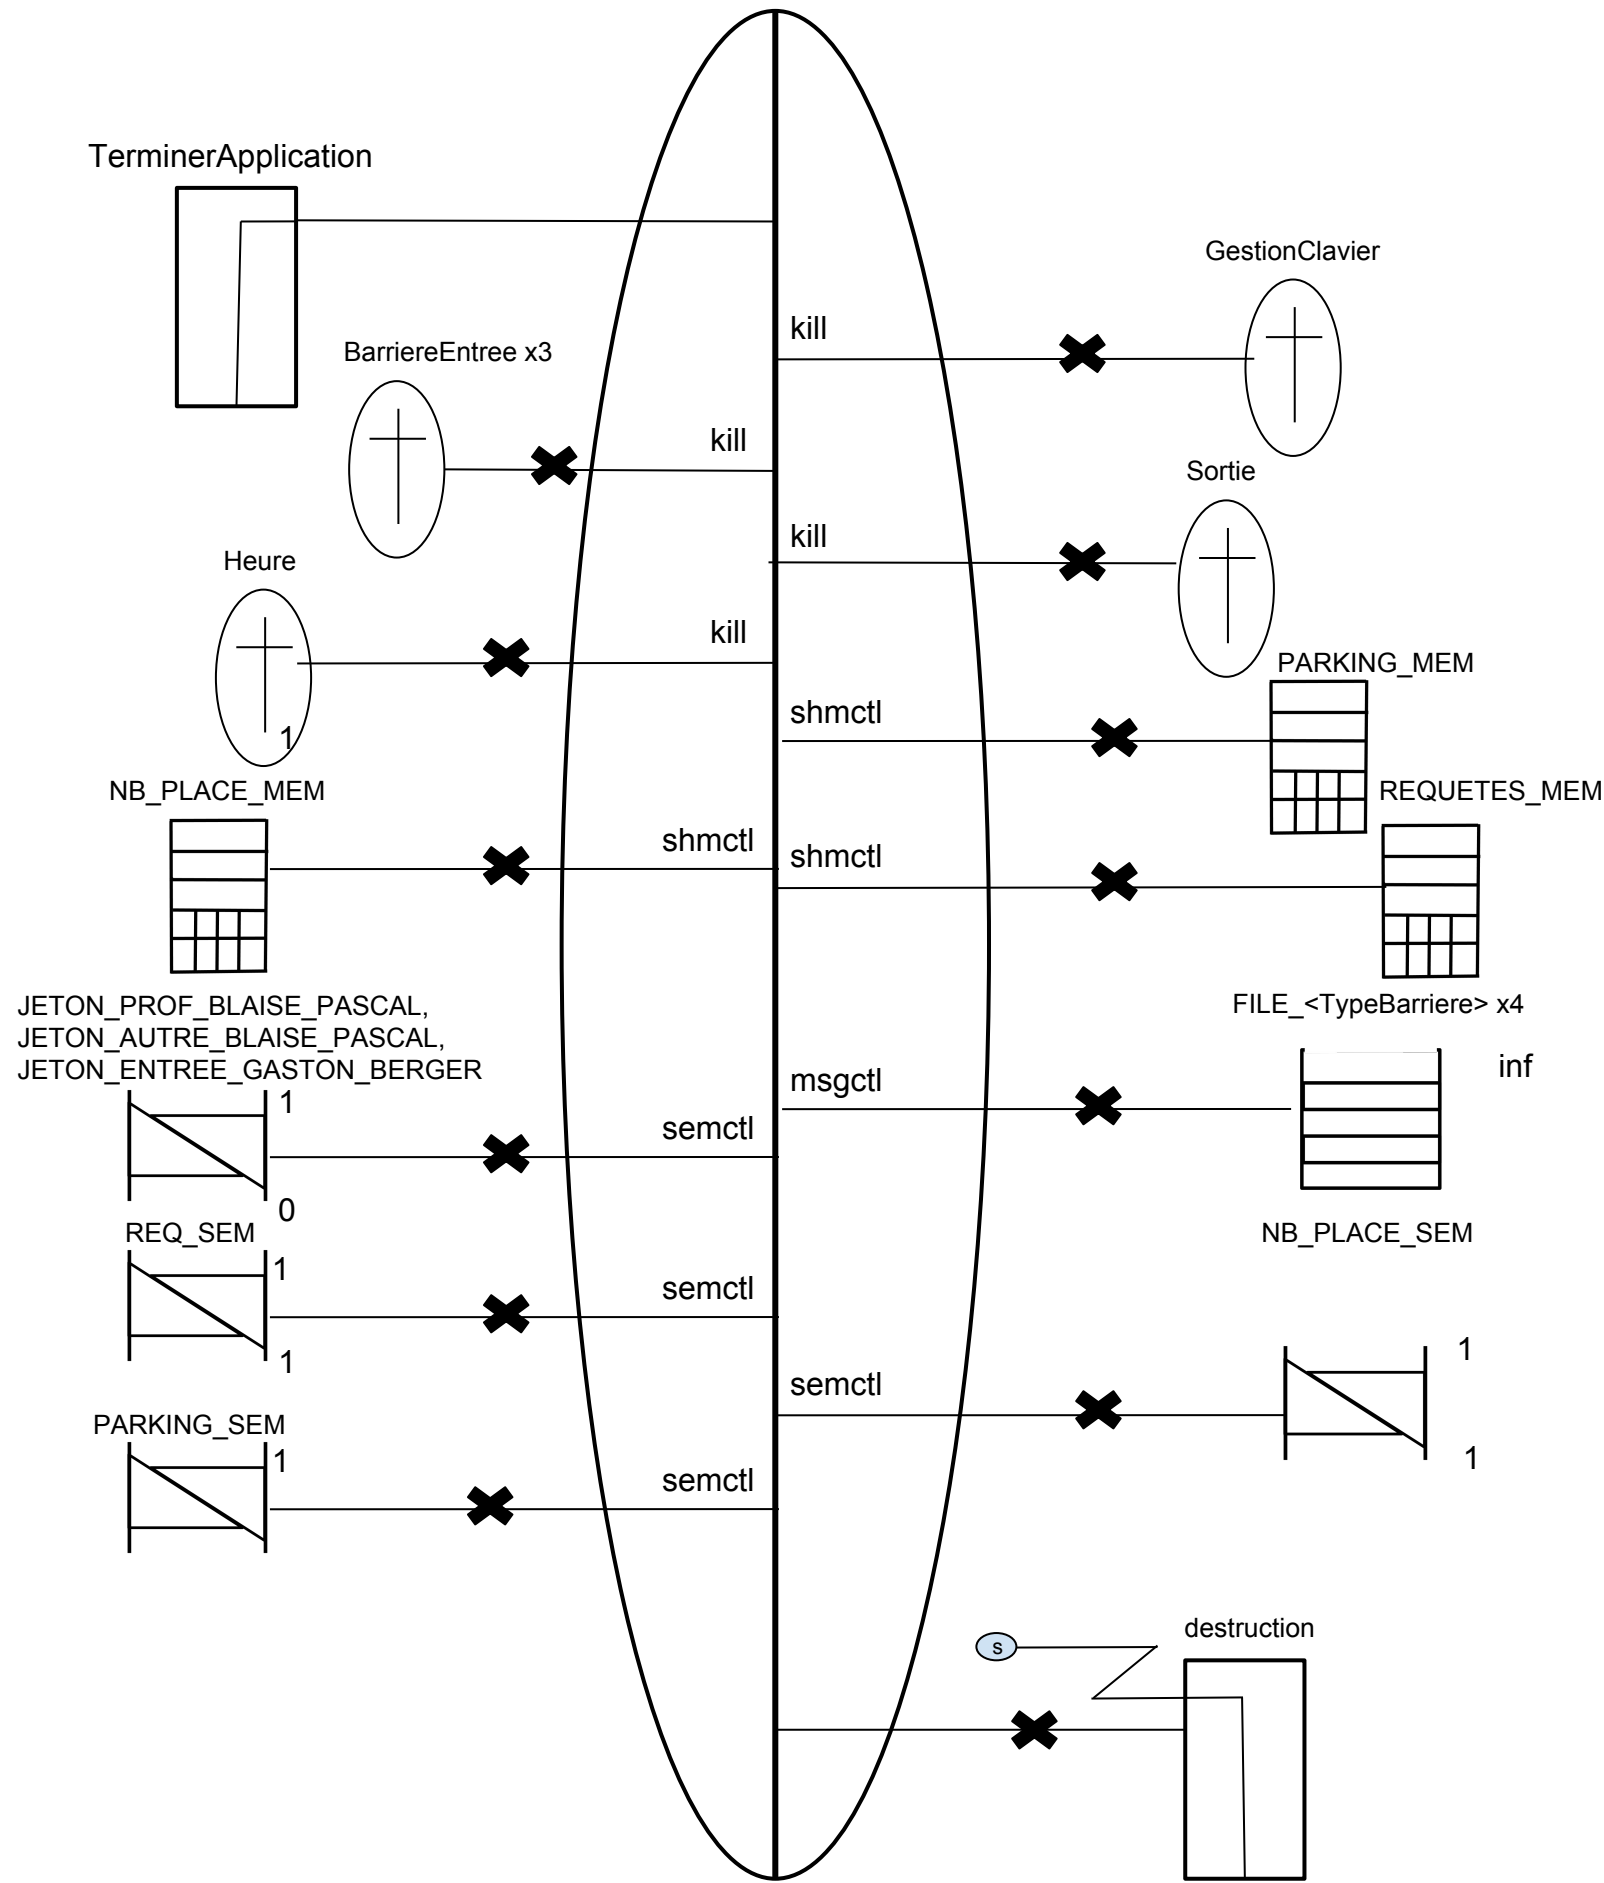 TerminerApplication
GestionClavier
kill
BarriereEntree x3
kill
Sortie
kill
Heure
kill
PARKING_MEM
shmctl
1
NB_PLACE_MEM
REQUETES_MEM
shmctl
shmctl
JETON_PROF_BLAISE_PASCAL,
JETON_AUTRE_BLAISE_PASCAL,
JETON_ENTREE_GASTON_BERGER
FILE_<TypeBarriere> x4
inf
msgctl
1
semctl
0
REQ_SEM
NB_PLACE_SEM
1
semctl
1
1
semctl
PARKING_SEM
1
1
semctl
destruction
s